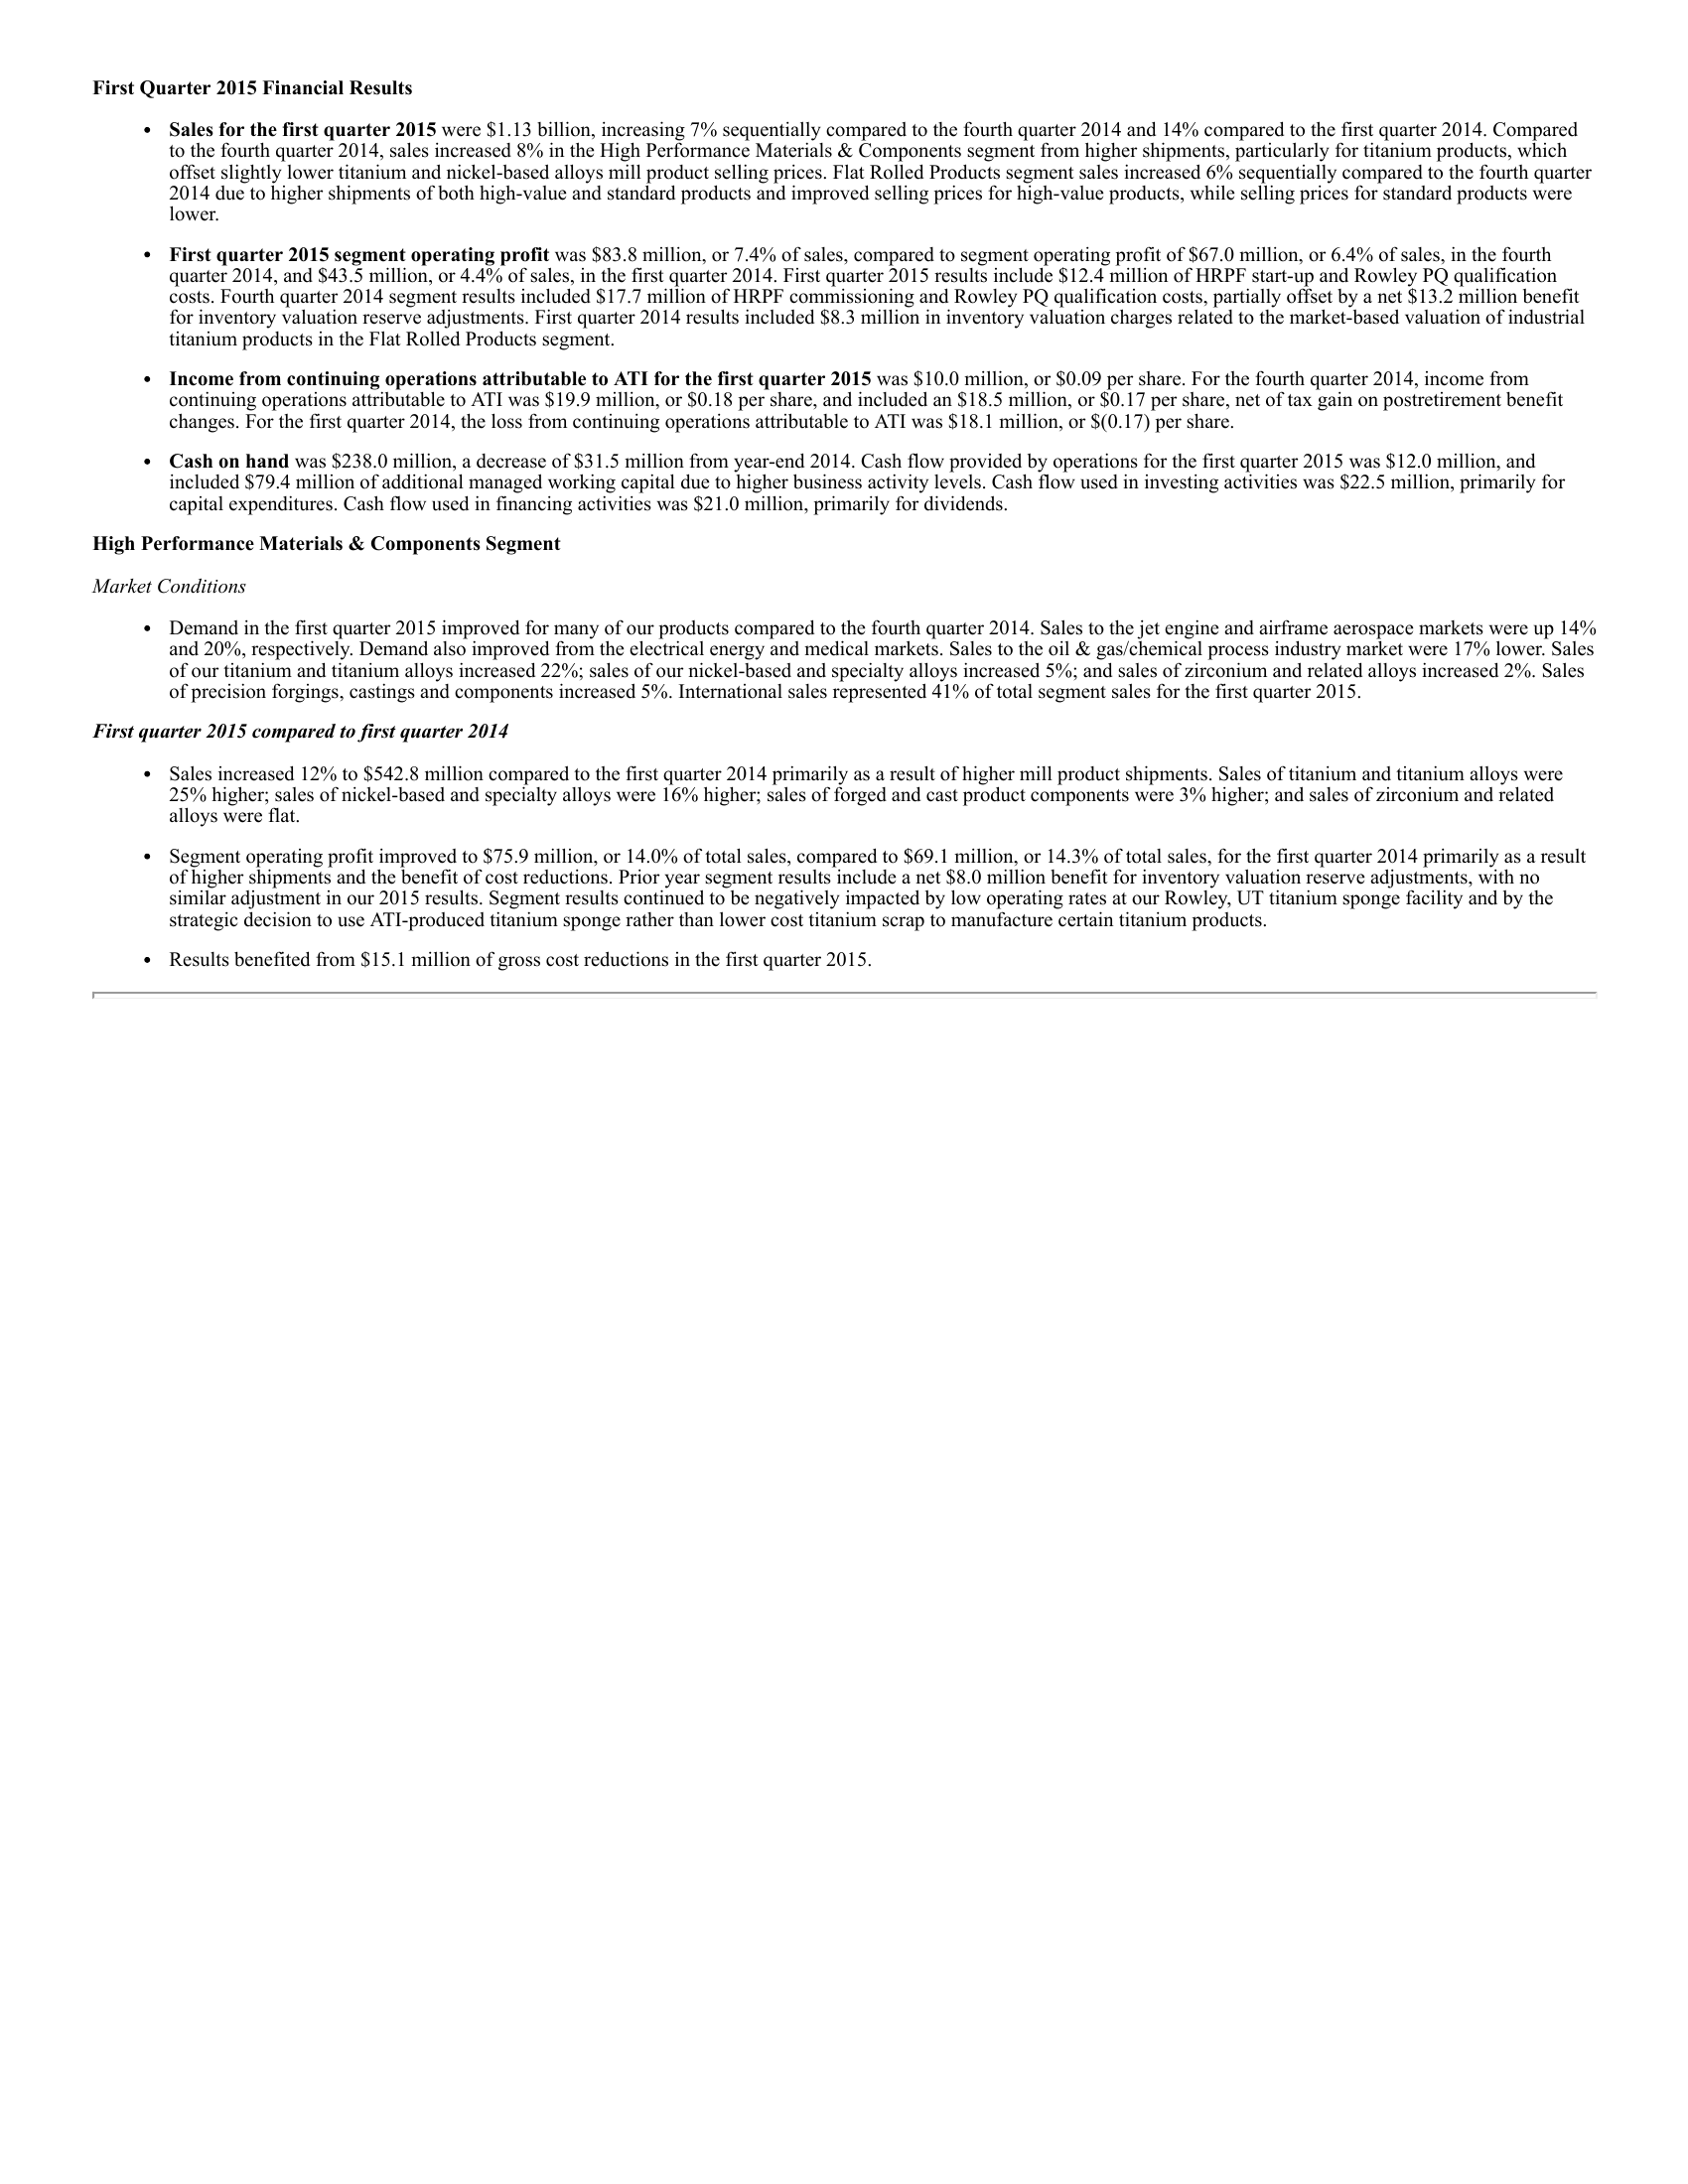 First Quarter 2015 Financial Results
• Sales for the first quarter 2015 were $1.13 billion, increasing 7% sequentially compared to the fourth quarter 2014 and 14% compared to the first quarter 2014. Compared
to the fourth quarter 2014, sales increased 8% in the High Performance Materials & Components segment from higher shipments, particularly for titanium products, which
offset slightly lower titanium and nickel-based alloys mill product selling prices. Flat Rolled Products segment sales increased 6% sequentially compared to the fourth quarter
2014 due to higher shipments of both high-value and standard products and improved selling prices for high-value products, while selling prices for standard products were
lower.
• First quarter 2015 segment operating profit was $83.8 million, or 7.4% of sales, compared to segment operating profit of $67.0 million, or 6.4% of sales, in the fourth
quarter 2014, and $43.5 million, or 4.4% of sales, in the first quarter 2014. First quarter 2015 results include $12.4 million of HRPF start-up and Rowley PQ qualification
costs. Fourth quarter 2014 segment results included $17.7 million of HRPF commissioning and Rowley PQ qualification costs, partially offset by a net $13.2 million benefit
for inventory valuation reserve adjustments. First quarter 2014 results included $8.3 million in inventory valuation charges related to the market-based valuation of industrial
titanium products in the Flat Rolled Products segment.
• Income from continuing operations attributable to ATI for the first quarter 2015 was $10.0 million, or $0.09 per share. For the fourth quarter 2014, income from
continuing operations attributable to ATI was $19.9 million, or $0.18 per share, and included an $18.5 million, or $0.17 per share, net of tax gain on postretirement benefit
changes. For the first quarter 2014, the loss from continuing operations attributable to ATI was $18.1 million, or $(0.17) per share.
• Cash on hand was $238.0 million, a decrease of $31.5 million from year-end 2014. Cash flow provided by operations for the first quarter 2015 was $12.0 million, and
included $79.4 million of additional managed working capital due to higher business activity levels. Cash flow used in investing activities was $22.5 million, primarily for
capital expenditures. Cash flow used in financing activities was $21.0 million, primarily for dividends.
High Performance Materials & Components Segment
Market Conditions
• Demand in the first quarter 2015 improved for many of our products compared to the fourth quarter 2014. Sales to the jet engine and airframe aerospace markets were up 14%
and 20%, respectively. Demand also improved from the electrical energy and medical markets. Sales to the oil & gas/chemical process industry market were 17% lower. Sales
of our titanium and titanium alloys increased 22%; sales of our nickel-based and specialty alloys increased 5%; and sales of zirconium and related alloys increased 2%. Sales
of precision forgings, castings and components increased 5%. International sales represented 41% of total segment sales for the first quarter 2015.
First quarter 2015 compared to first quarter 2014
• Sales increased 12% to $542.8 million compared to the first quarter 2014 primarily as a result of higher mill product shipments. Sales of titanium and titanium alloys were
25% higher; sales of nickel-based and specialty alloys were 16% higher; sales of forged and cast product components were 3% higher; and sales of zirconium and related
alloys were flat.
• Segment operating profit improved to $75.9 million, or 14.0% of total sales, compared to $69.1 million, or 14.3% of total sales, for the first quarter 2014 primarily as a result
of higher shipments and the benefit of cost reductions. Prior year segment results include a net $8.0 million benefit for inventory valuation reserve adjustments, with no
similar adjustment in our 2015 results. Segment results continued to be negatively impacted by low operating rates at our Rowley, UT titanium sponge facility and by the
strategic decision to use ATI-produced titanium sponge rather than lower cost titanium scrap to manufacture certain titanium products.
• Results benefited from $15.1 million of gross cost reductions in the first quarter 2015.